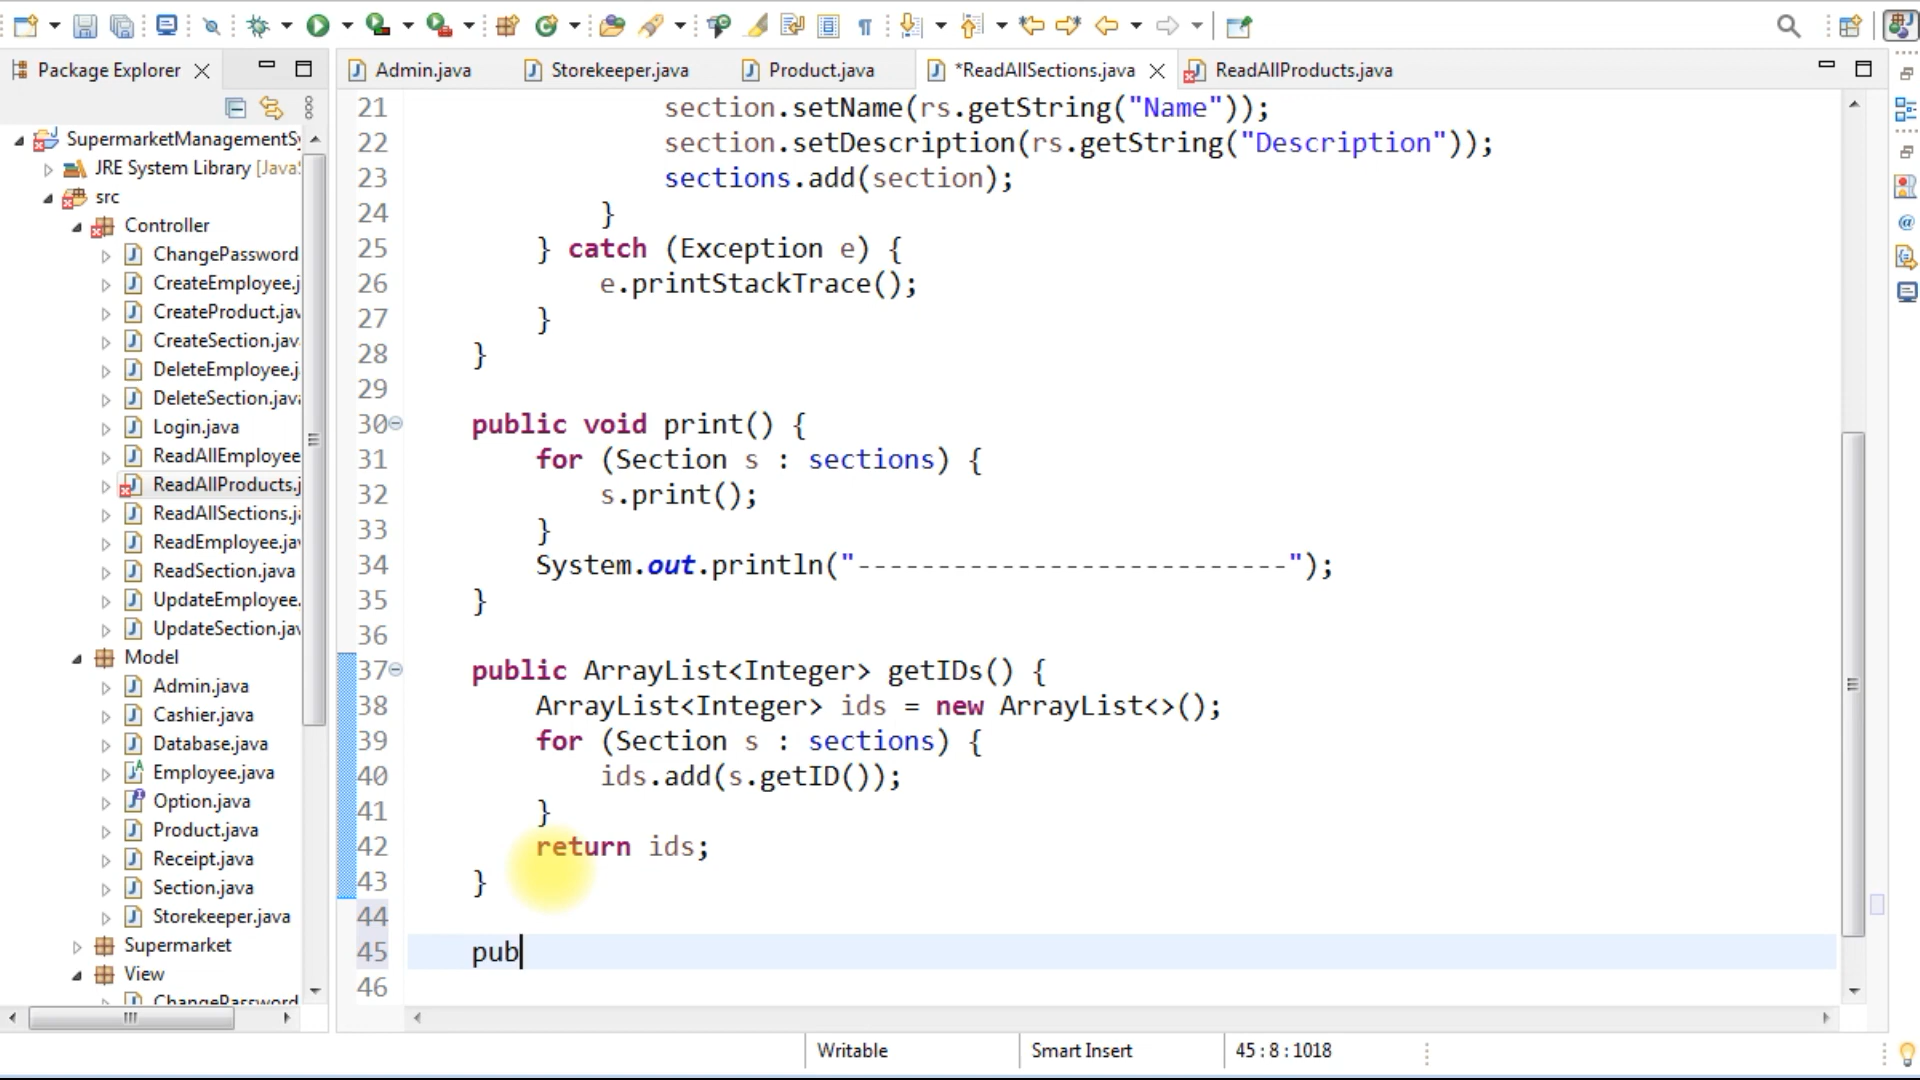 Package Explorer
Admin.java
Storekeeper.java
Product.java
*ReadAllSections.java
ReadAllProducts.java
SupermarketManagementSy
JRE System Library [JavaS
src
Controller
ChangePassword
CreateEmployee.j
CreateProduct.jav
CreateSection.jav
DeleteEmployee.j
DeleteSection.java
Login.java
ReadAllEmployee
ReadAllProducts.j
ReadAllSections.ja
ReadEmployee.jav
ReadSection.java
UpdateEmployee.
UpdateSection.jav
Model
Admin.java
Cashier.java
Database.java
Employee.java
Option.java
Product.java
Receipt.java
Section.java
Storekeeper.java
Supermarket
View
ChangePassword
21 section.setName(rs.getString("Name"));
22 section.setDescription(rs.getString("Description"));
23 sections.add(section);
24 }
25 } catch (Exception e) {
26 e.printStackTrace();
27 }
28 }
29
30 public void print() {
31 for (Section s : sections) {
32 s.print();
33 }
34 System.out.println("---------------------------");
35 }
36
37 public ArrayList<Integer> getIDs() {
38 ArrayList<Integer> ids = new ArrayList<>();
39 for (Section s : sections) {
40 ids.add(s.getID());
41 }
42 return ids;
43 }
44
45 pub
46
Writable
Smart Insert
45 : 8 : 1018